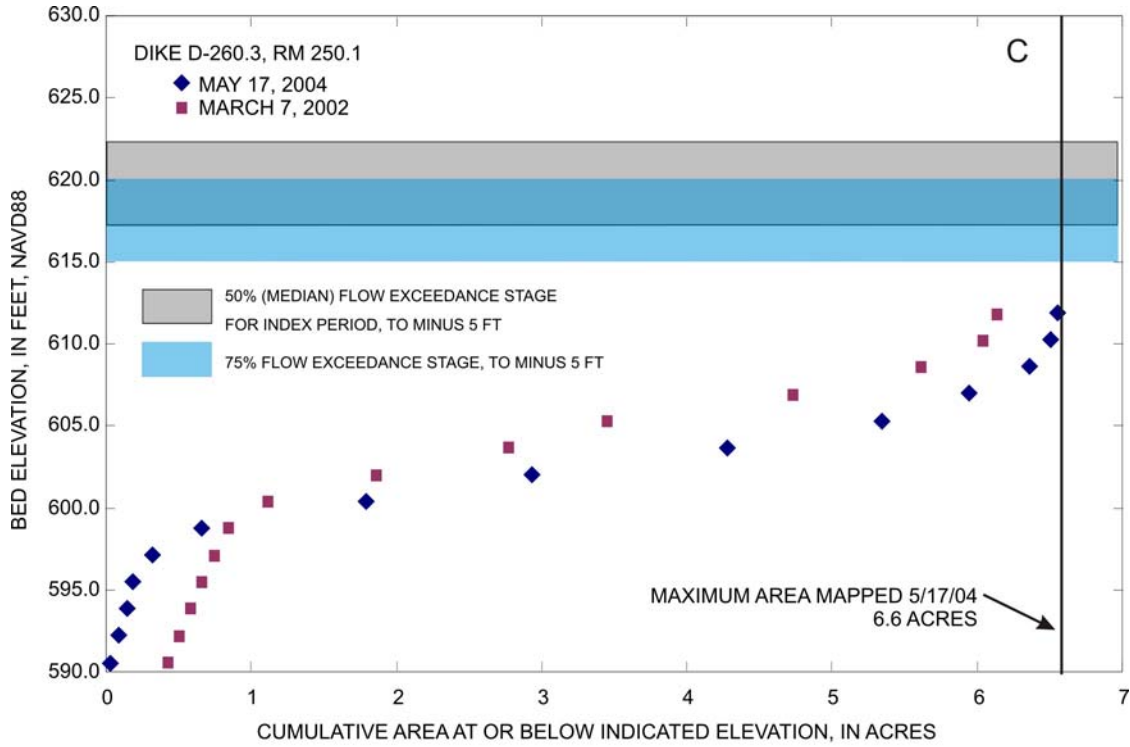 630.0
625.0
620.0
615.0
610.0
605.0
600.0
595.0
590.0
BED ELEVATION, IN FEET, NAVD88
DIKE D-260.3, RM 250.1
MAY 17, 2004
MARCH 7, 2002
C
50% (MEDIAN) FLOW EXCEEDANCE STAGE
FOR INDEX PERIOD, TO MINUS 5 FT
75% FLOW EXCEEDANCE STAGE, TO MINUS 5 FT
MAXIMUM AREA MAPPED 5/17/04
6.6 ACRES
0 1 2 3 4 5 6 7
CUMULATIVE AREA AT OR BELOW INDICATED ELEVATION, IN ACRES